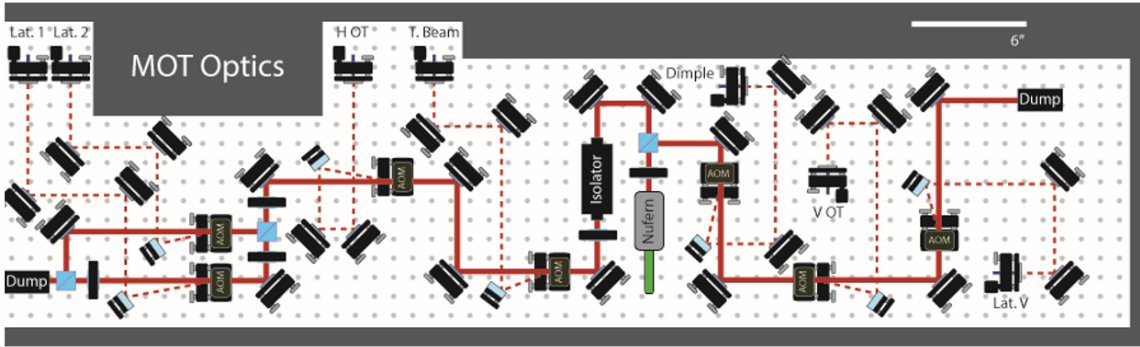 Lat. 1 Lat. 2 H OT T. Beam
MOT Optics
6"
Dimple
Dump
Isolator
AOM
AOM
Nufern
V OT
AOM
AOM
AOM
AOM
AOM
Dump
Lat. V